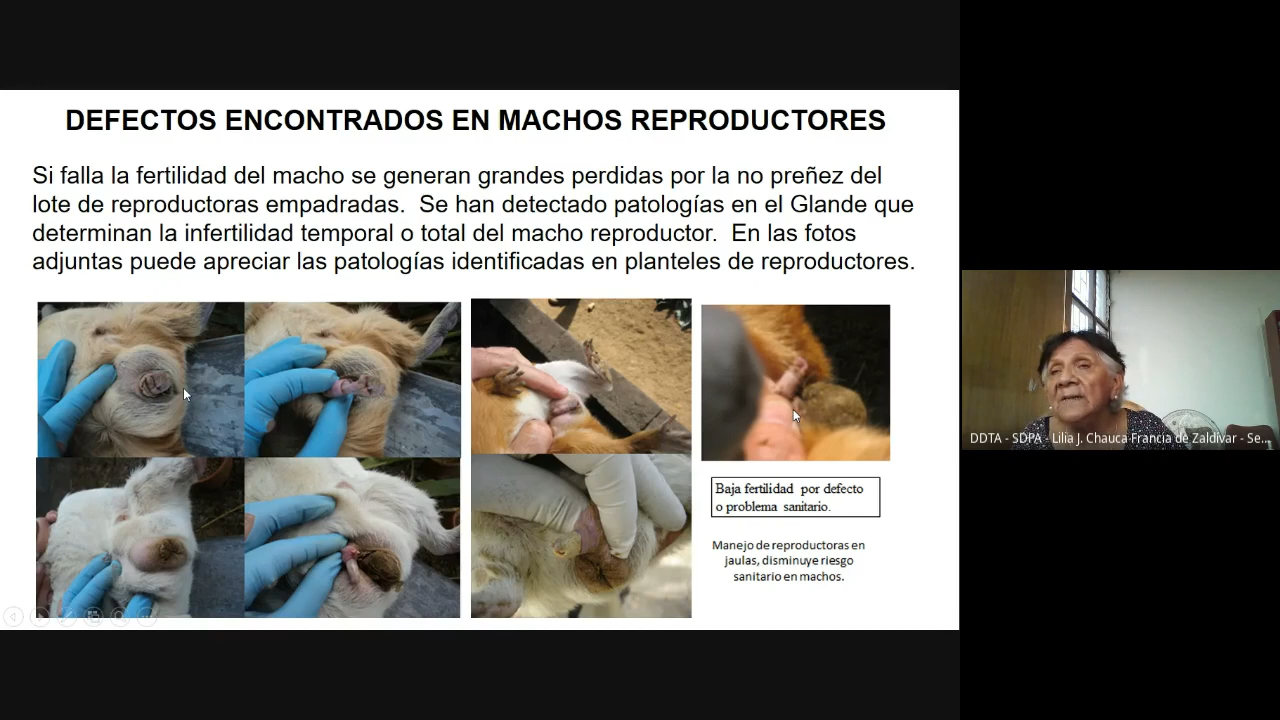 DEFECTOS ENCONTRADOS EN MACHOS REPRODUCTORES
Si falla la fertilidad del macho se generan grandes perdidas por la no preñez del
lote de reproductoras empadradas. Se han detectado patologías en el Glande que
determinan la infertilidad temporal o total del macho reproductor. En las fotos
adjuntas puede apreciar las patologías identificadas en planteles de reproductores.
Baja fertilidad por defecto
o problema sanitario.
Manejo de reproductoras en
jaulas, disminuye riesgo
sanitario en machos.
DDTA - SDPA - Lilia J. Chauca Francia de Zaldívar - Se...